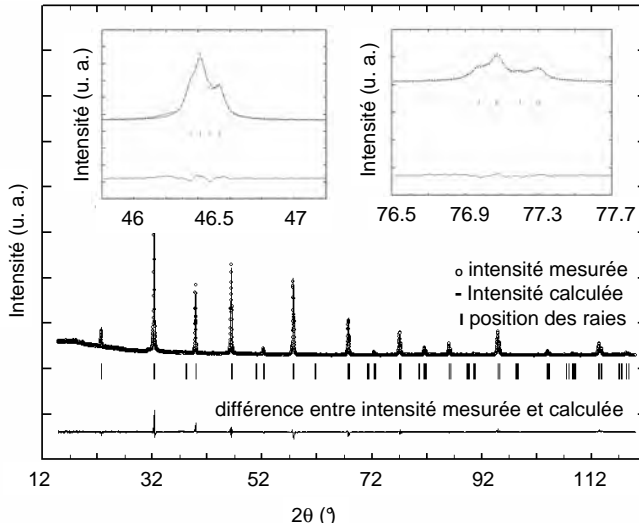 Intensité (u. a.)
Intensité (u. a.)
46
46.5
47
Intensité (u. a.)
76.5
76.9
77.3
77.7
intensité mesurée
Intensité calculée
position des raies
différence entre intensité mesurée et calculée
12
32
52
72
92
112
2θ (°)